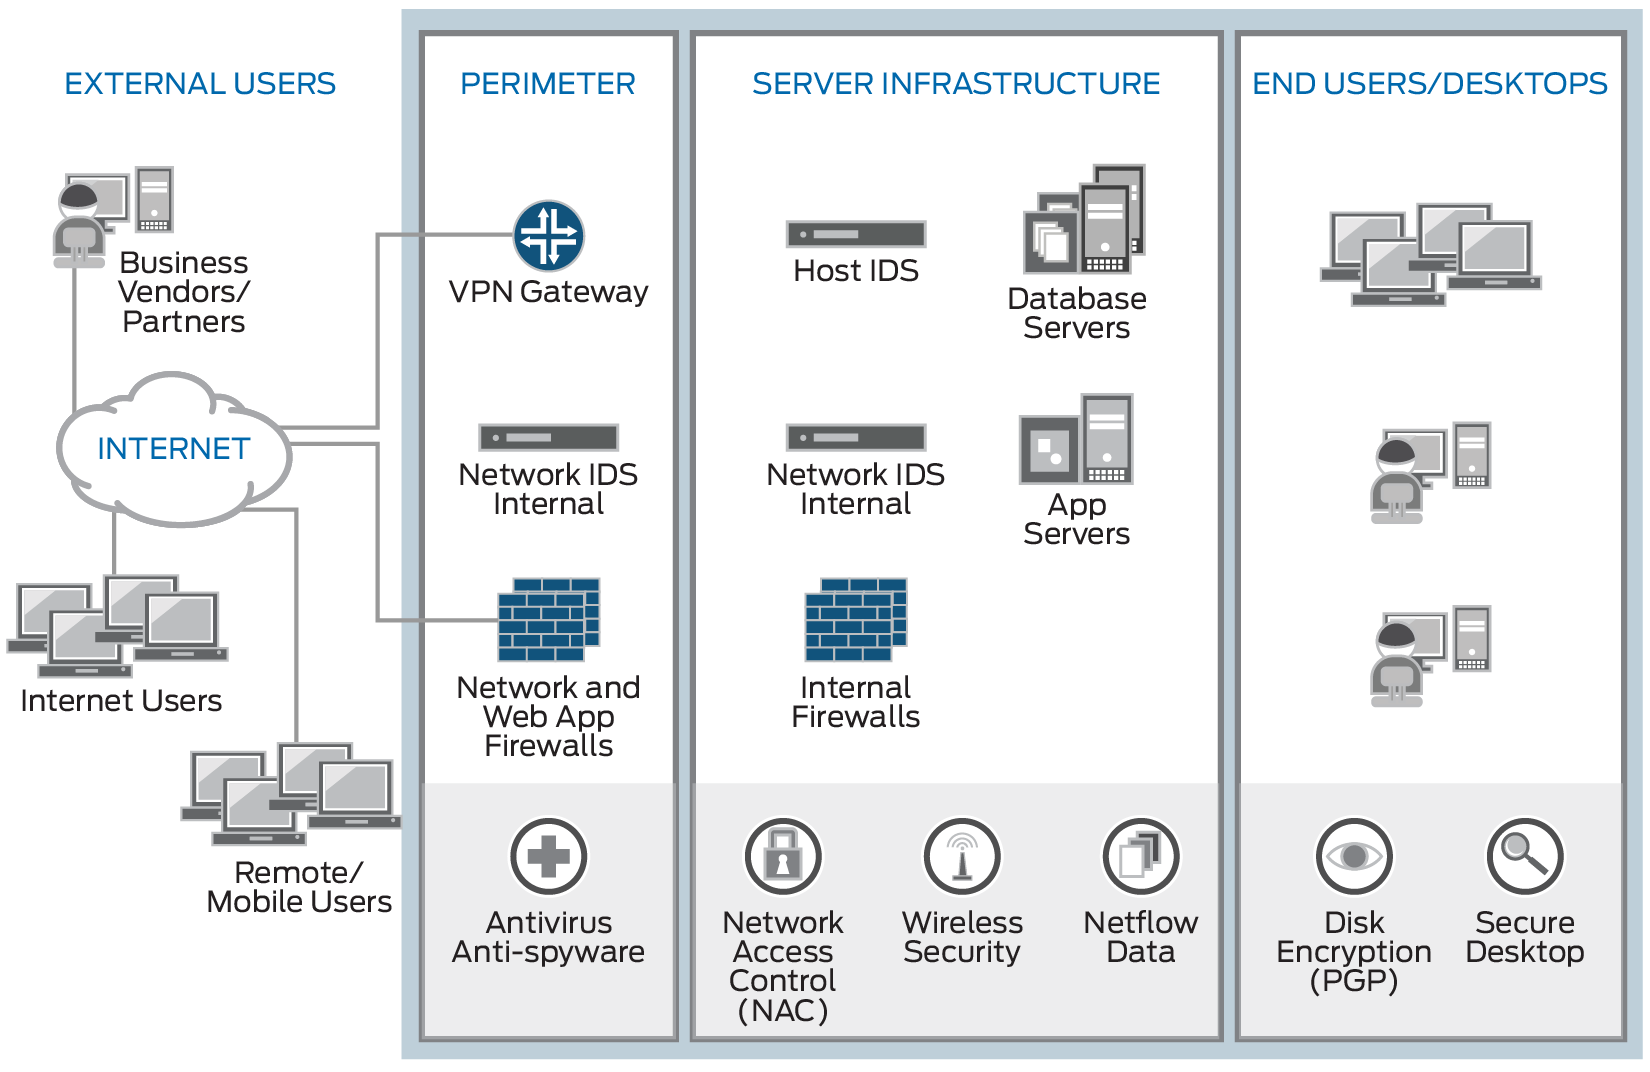 EXTERNAL USERS
Business
Vendors/
Partners
INTERNET
Internet Users
Remote/
Mobile Users
PERIMETER
VPN Gateway
Network IDS
Internal
Network and
Web App
Firewalls
Antivirus
Anti-spyware
SERVER INFRASTRUCTURE
Host IDS
Database
Servers
Network IDS
Internal
App
Servers
Internal
Firewalls
Network
Access
Control
(NAC)
Wireless
Security
Netflow
Data
END USERS/DESKTOPS
Disk
Encryption
(PGP)
Secure
Desktop